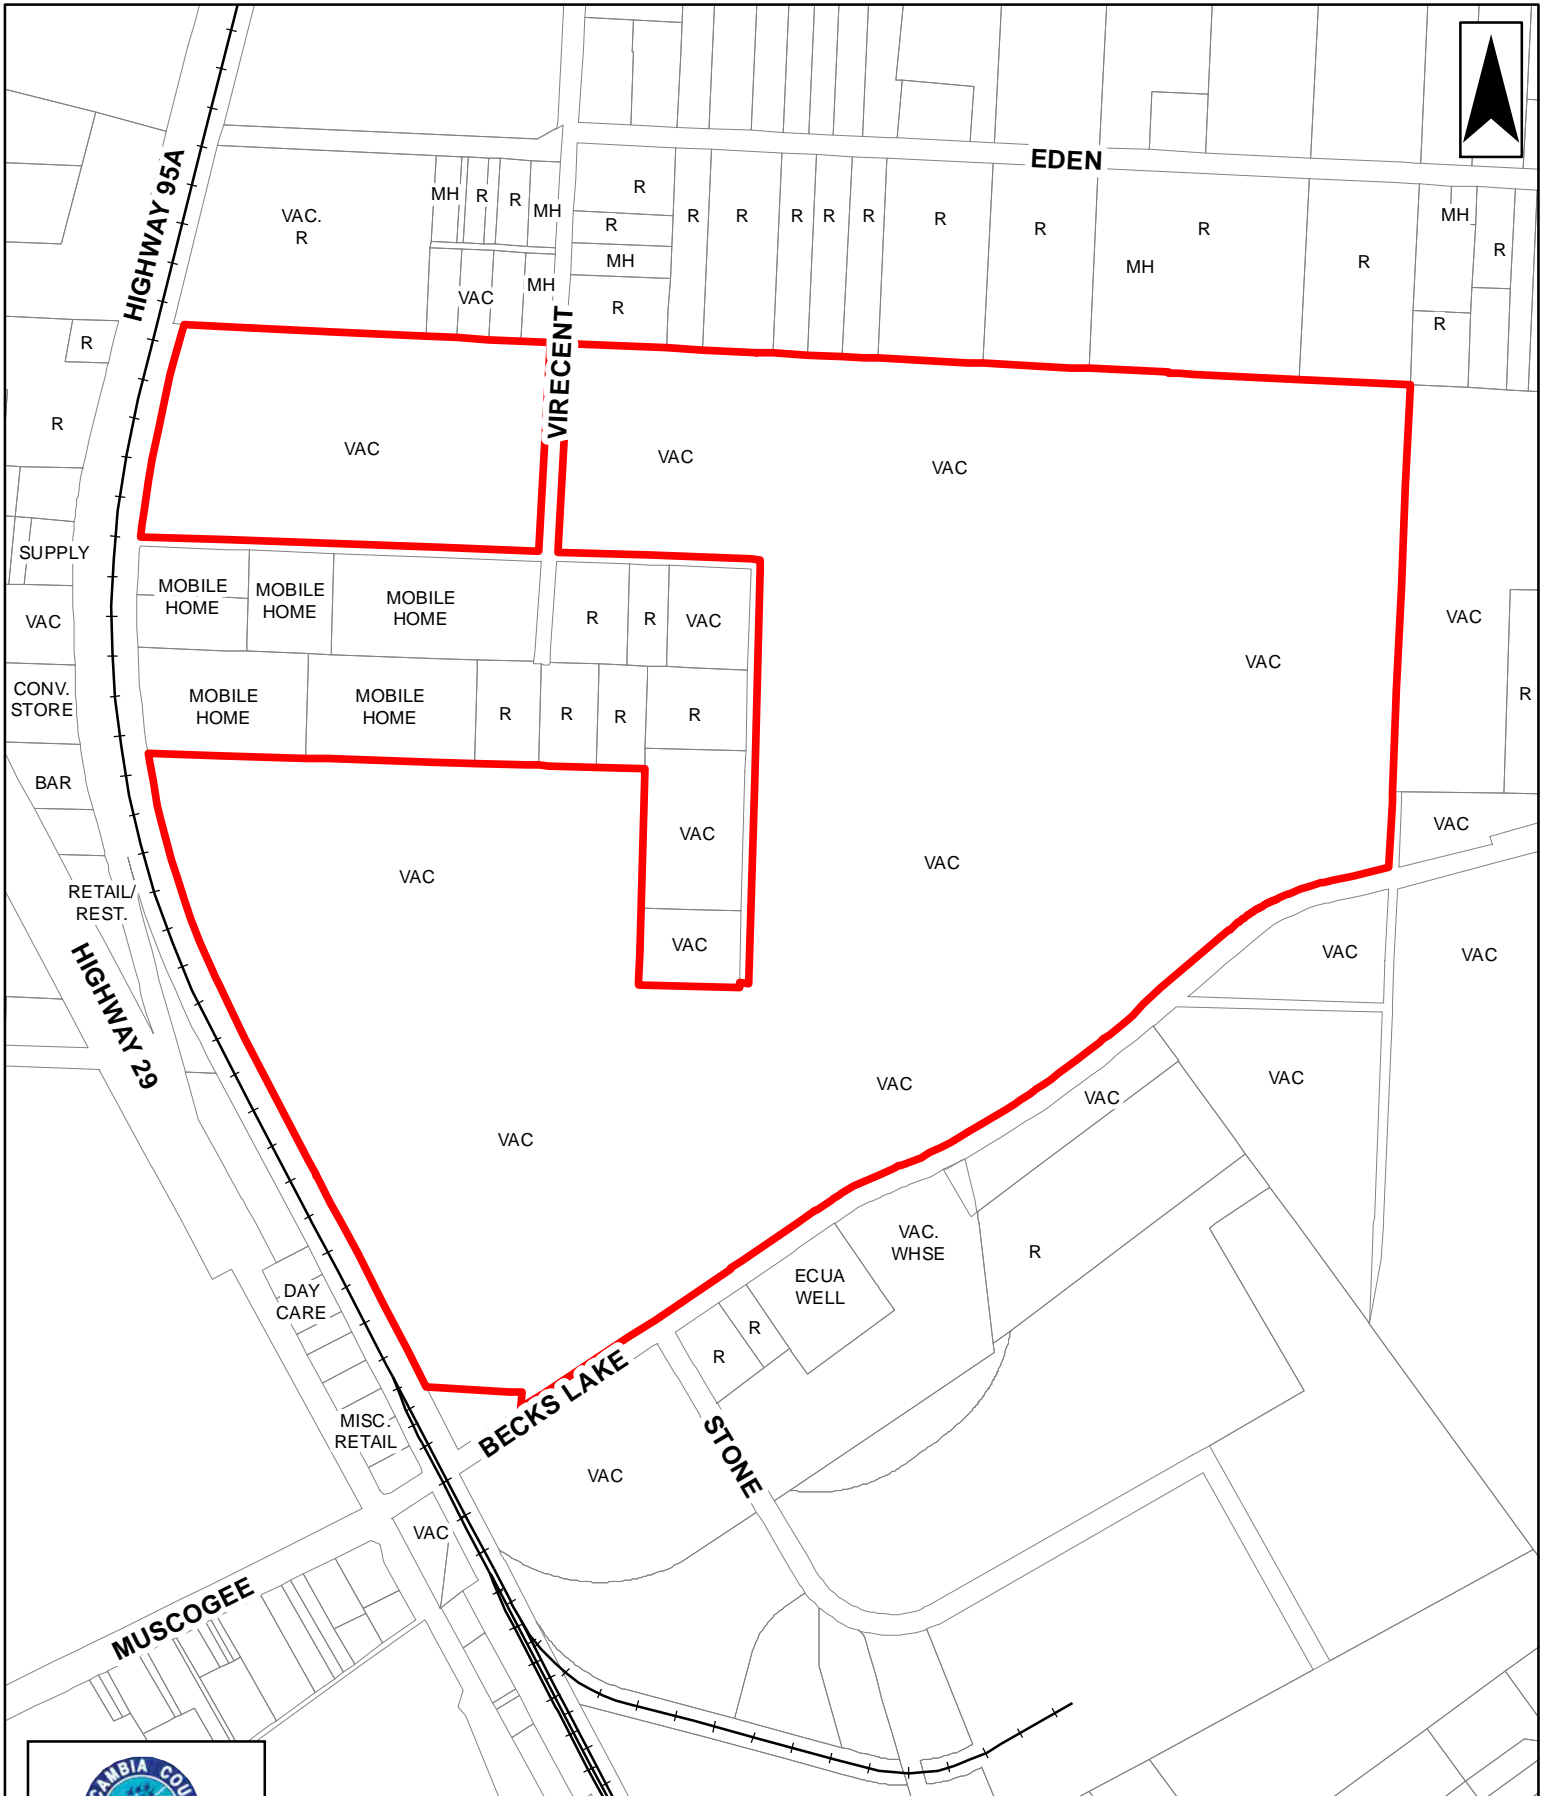 EDEN
HIGHWAY 95A
MH
R
R
MH
R
R
MH
R
R
R
R
R
R
R
R
R
MH
R
MH
R
R
VAC.
R
VAC
MH
R
R
VIRECENT
R
VAC
VAC
VAC
SUPPLY
MOBILE
HOME
MOBILE
HOME
MOBILE
HOME
R
R
VAC
VAC
VAC
VAC
CONV.
STORE
MOBILE
HOME
MOBILE
HOME
R
R
R
R
R
BAR
VAC
VAC
VAC
VAC
RETAIL/
REST.
VAC
VAC
VAC
HIGHWAY 29
VAC
VAC
VAC
VAC
VAC.
WHSE
R
ECUA
WELL
DAY
CARE
R
R
BECKS LAKE
MISC.
RETAIL
STONE
VAC
VAC
MUSCOGEE
CAMBIA COU